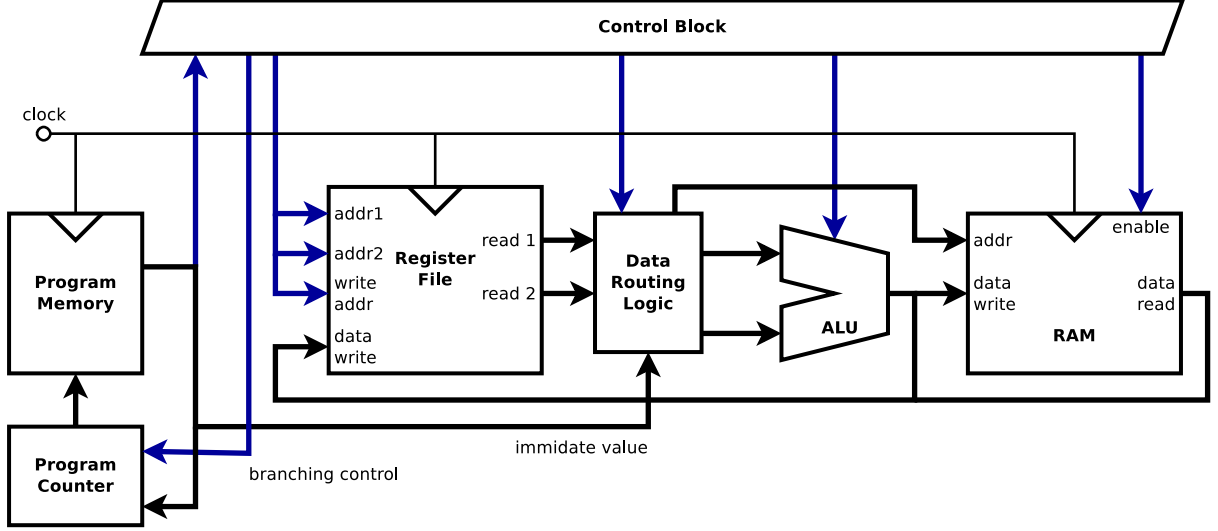 Control Block
clock
addr1
addr2
write
addr
data
write
Register
File
read 1
read 2
Program
Memory
Data
Routing
Logic
ALU
addr
data
write
enable
data
read
RAM
Program
Counter
immidate value
branching control